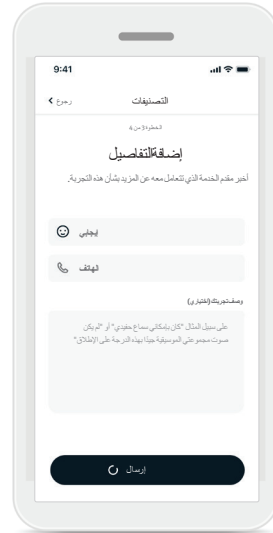 9:41
رجوع
التصنيفات
الخطوة 3 من 4
إضافة التفاصيل
أخبر مقدم الخدمة الذي تتعامل معه عن المزيد بشأن هذه التجربة.
إيجابي
الهاتف
وصف تجربتك (اختياري)
على سبيل المثال "كان بإمكاني سماع حفيدي" أو "لم يكن
صوت مجموعتي الموسيقية جيدًا بهذه الدرجة على الإطلاق"
إرسال